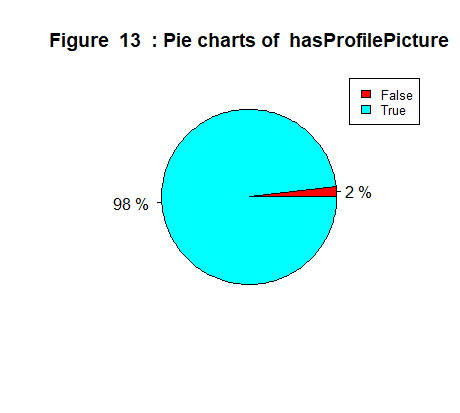 Figure  13  : Pie charts of  hasProfilePicture
False
True
98 %
2 %